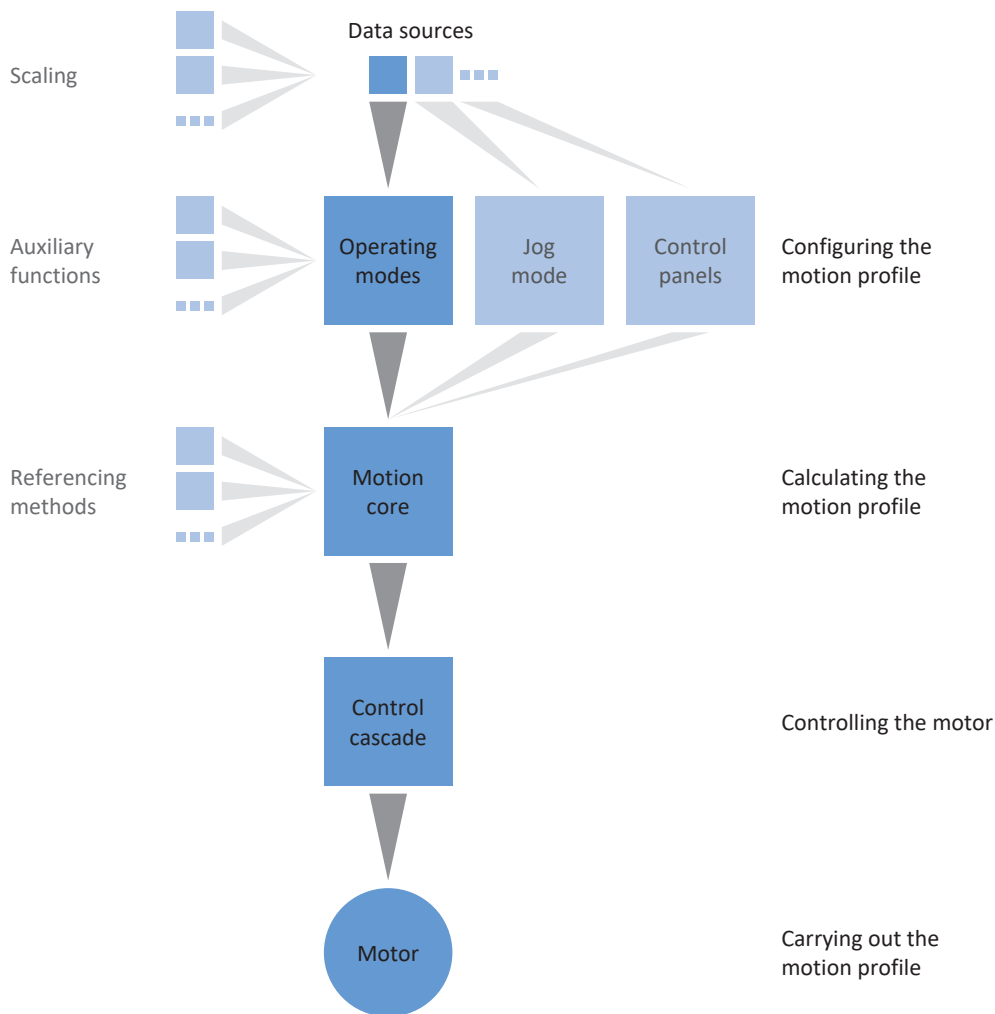 Data sources
Scaling
Auxiliary
functions
Operating
modes
Jog
mode
Control
panels
Configuring the
motion profile
Referencing
methods
Motion
core
Calculating the
motion profile
Control
cascade
Controlling the motor
Motor
Carrying out the
motion profile